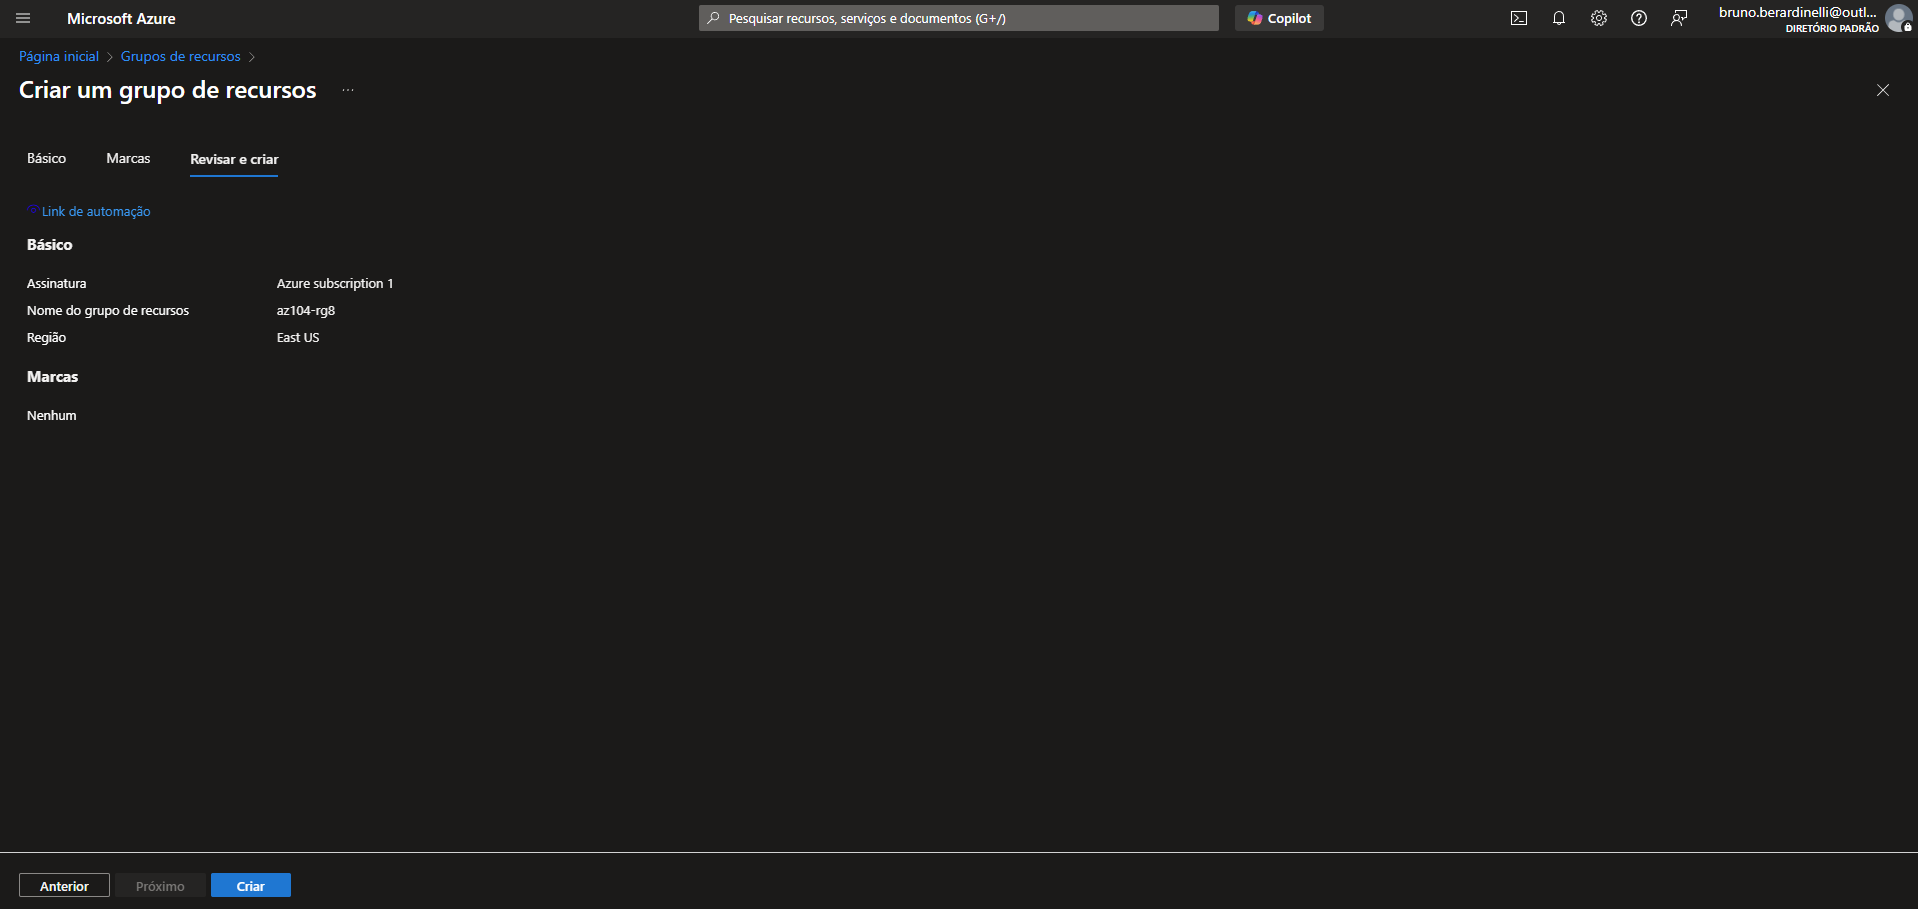 Microsoft Azure
Pesquisar recursos, serviços e documentos (G+/)
Copilot
bruno.berardinelli@outl...
DIRETÓRIO PADRÃO
Página inicial > Grupos de recursos >
Criar um grupo de recursos ...
Básico Marcas Revisar e criar
Link de automação
Básico
Assinatura Azure subscription 1
Nome do grupo de recursos az104-rg8
Região East US
Marcas
Nenhum
Anterior Próximo Criar